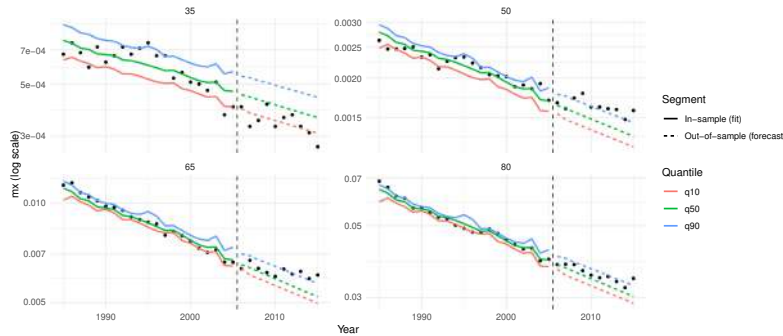 35
50
7e−04
5e−04
3e−04
0.0030
0.0025
0.0020
0.0015
65
80
0.010
0.007
0.005
0.07
0.05
0.03
1990
2000
2010
1990
2000
2010
mx (log scale)
Year
Segment
In−sample (fit)
Out−of−sample (forecast
Quantile
q10
q50
q90